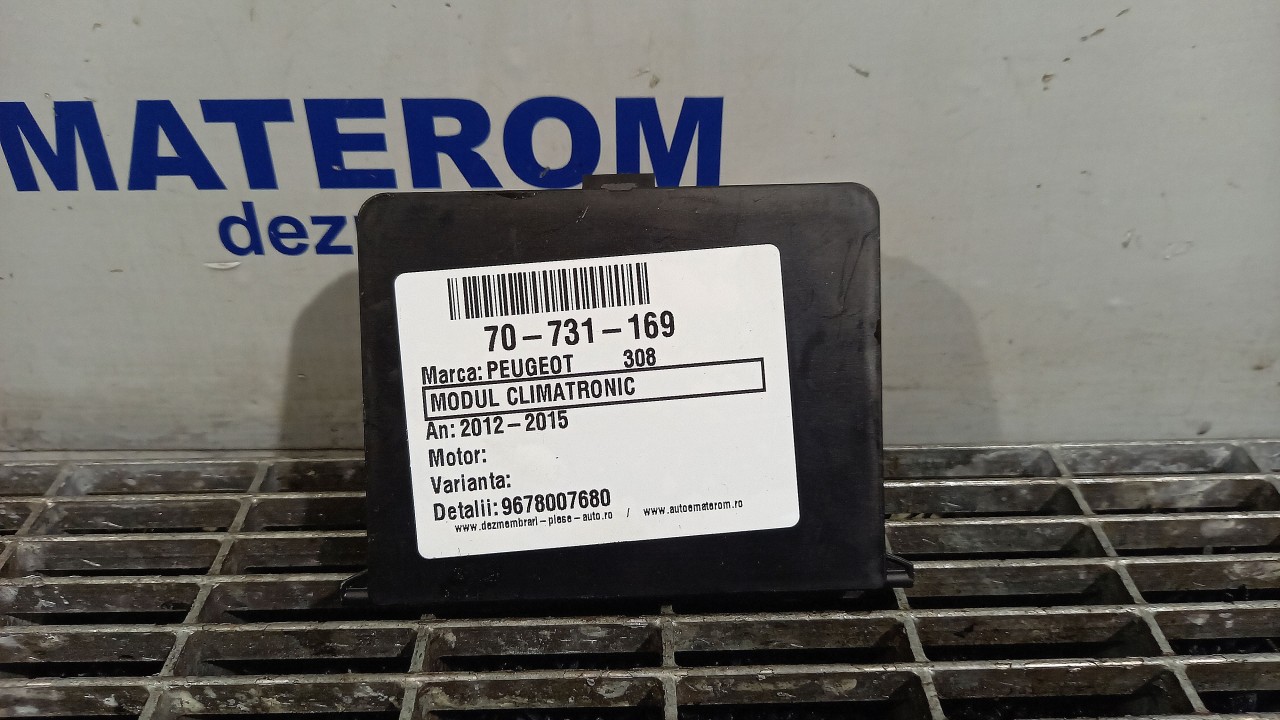 MATEROM
dez
70-731-169
Marca: PEUGEOT 308
MODUL CLIMATRONIC
An: 2012-2015
Motor:
Varianta:
Detalii: 9678007680
www.dezmembrari-piese-auto.ro / www.autoematerom.ro